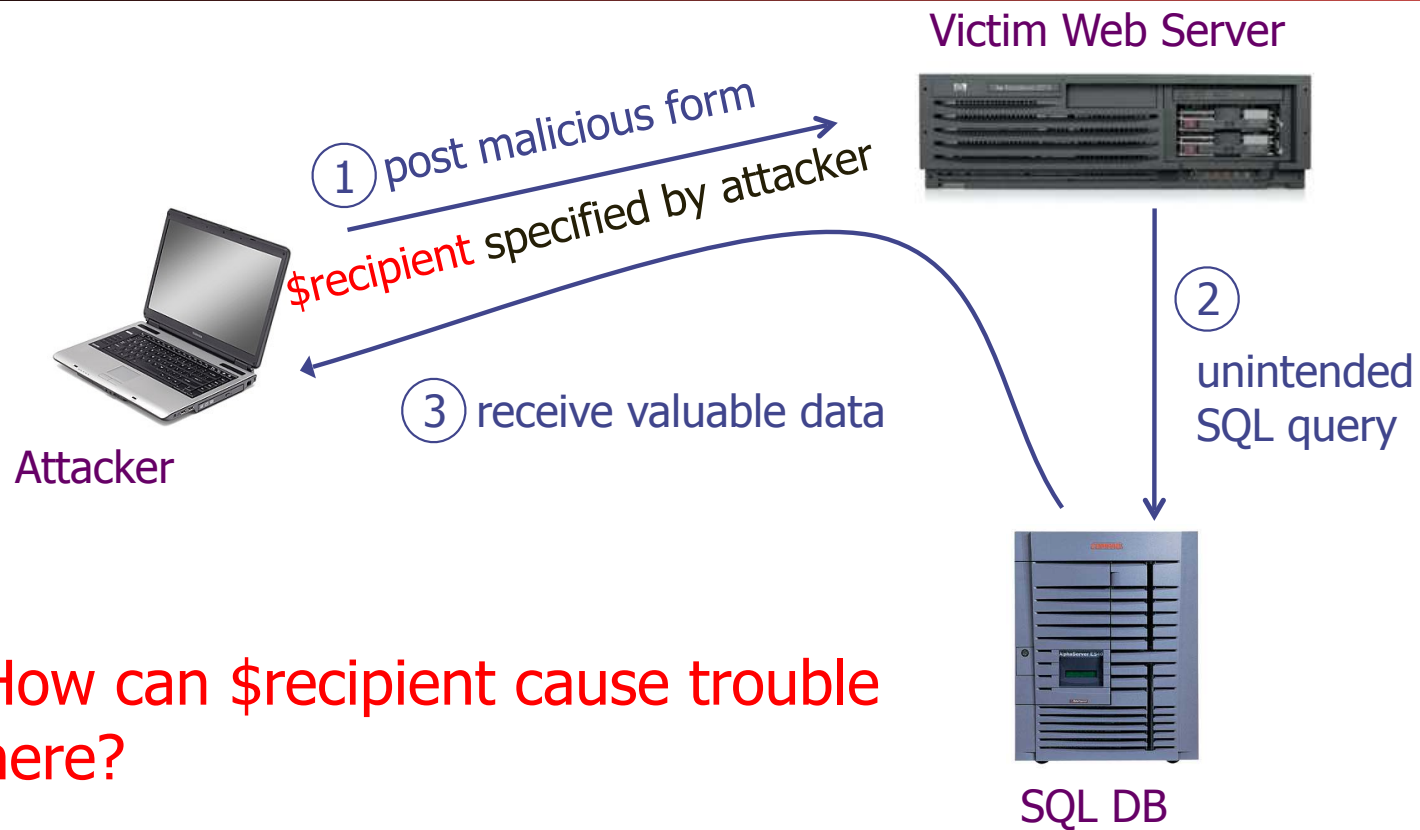 Victim Web Server
1 post malicious form
$recipient specified by attacker
2
unintended
SQL query
3 receive valuable data
Attacker
How can $recipient cause trouble
here?
SQL DB